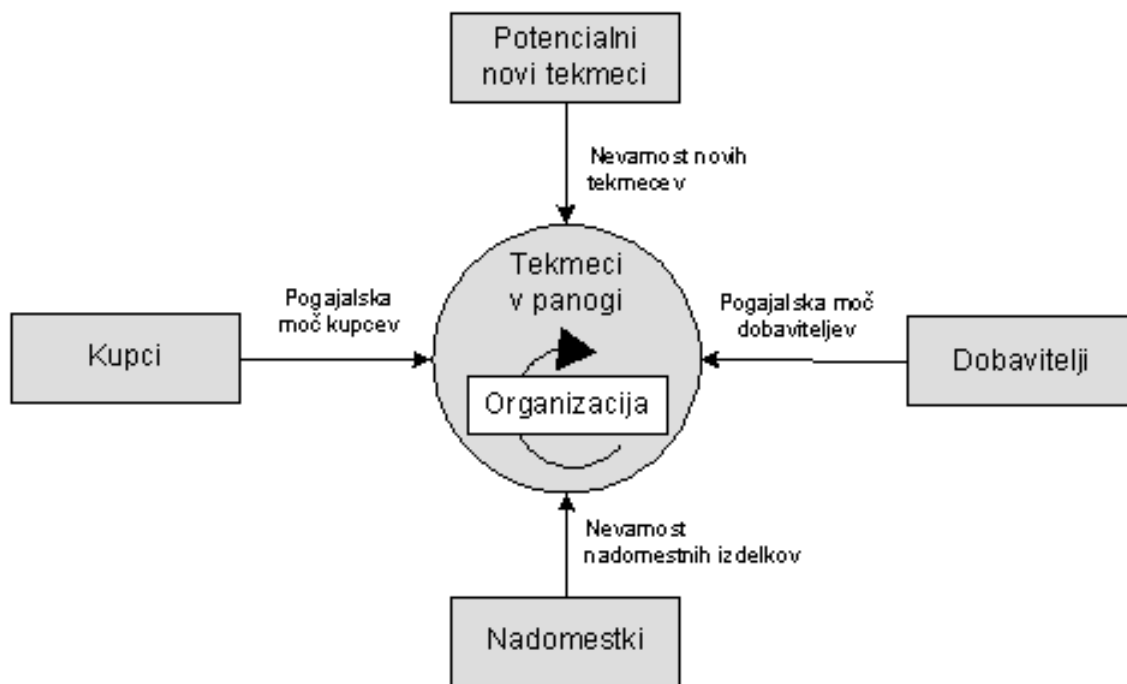 Potencialni
novi tekmeci
Nevarnost novih
tekmecev
Tekmeci
v panogi
Pogajalska
moč kupcev
Pogajalska moč
dobaviteljev
Kupci
Dobavitelji
Organizacija
Nevarnost
nadomestnih izdelkov
Nadomestki